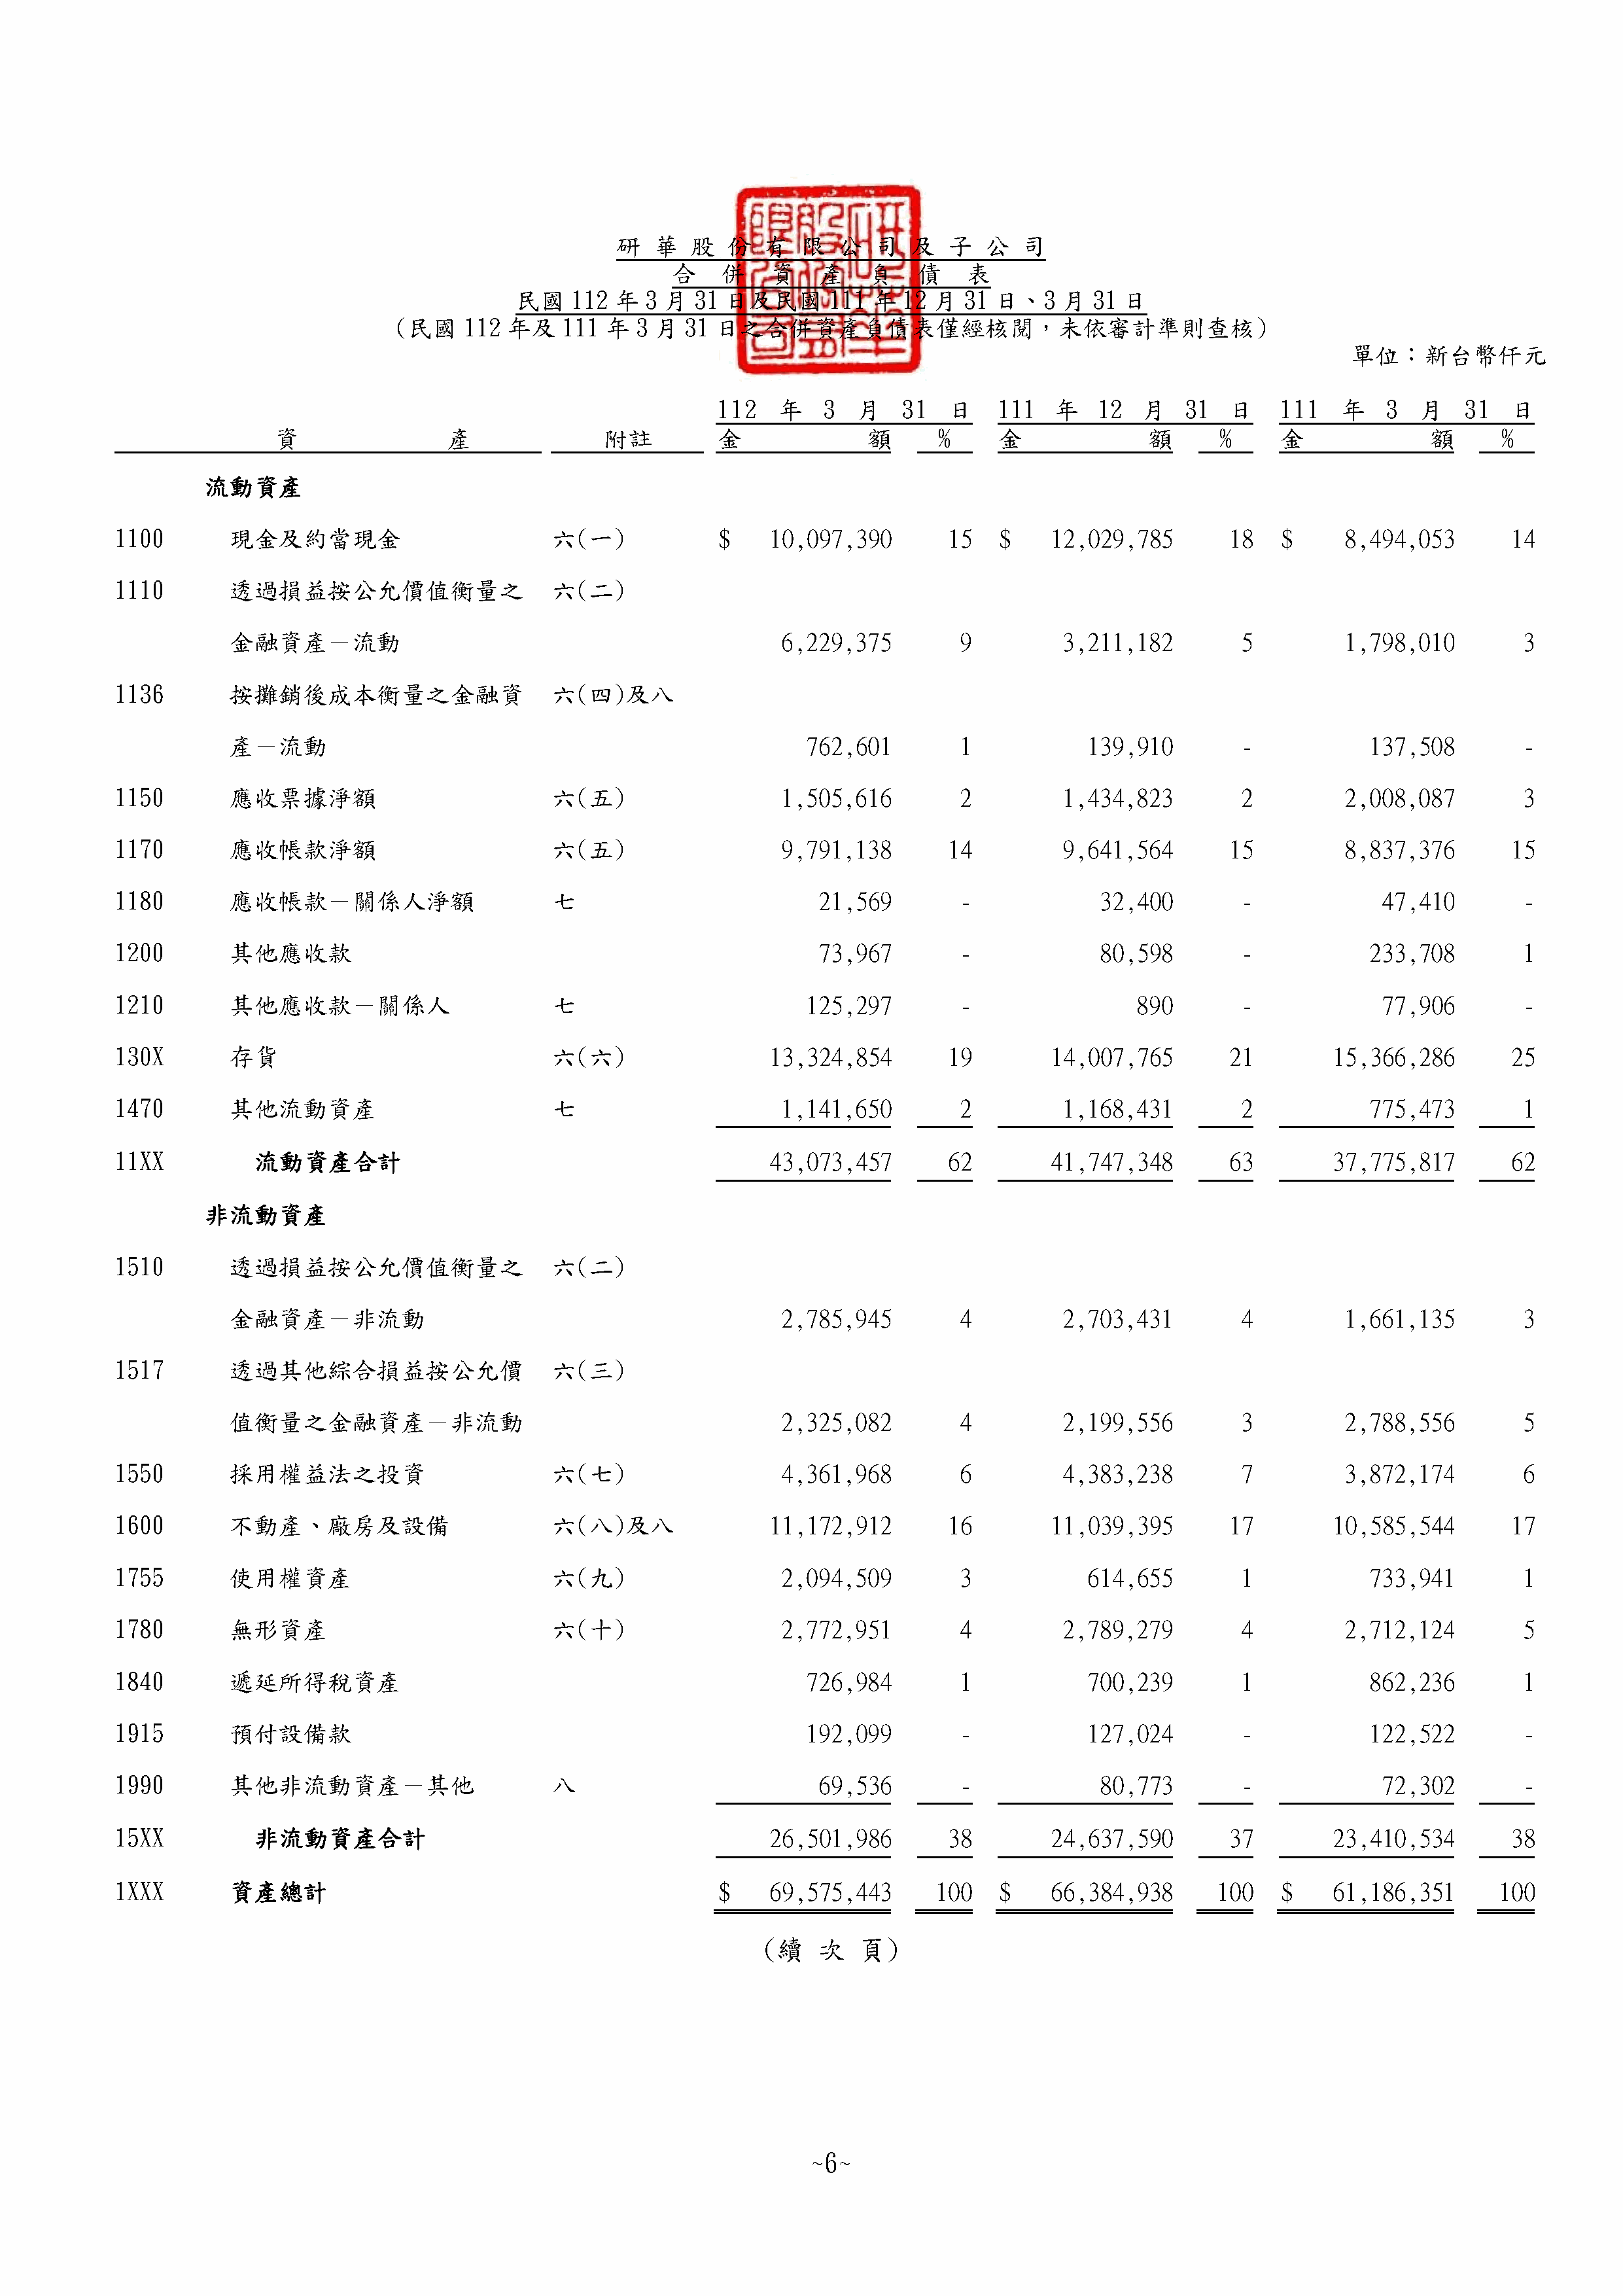 研華股份有限公司及子公司
合併資產負債表
民國 112 年 3 月 31 日及民國 111 年 12 月 31 日、3 月 31 日
(民國 112 年及 111 年 3 月 31 日之合併資產負債表僅經核閱，未依審計準則查核)
單位：新台幣仟元
112 年 3 月 31 日 111 年 12 月 31 日 111 年 3 月 31 日
資 產 附註 金 額 % 金 額 % 金 額 %
流動資產
1100 現金及約當現金 六(一) $ 10,097,390 15 $ 12,029,785 18 $ 8,494,053 14
1110 透過損益按公允價值衡量之 六(二)
金融資產－流動 6,229,375 9 3,211,182 5 1,798,010 3
1136 按攤銷後成本衡量之金融資 六(四)及八
產－流動 762,601 1 139,910 - 137,508 -
1150 應收票據淨額 六(五) 1,505,616 2 1,434,823 2 2,008,087 3
1170 應收帳款淨額 六(五) 9,791,138 14 9,641,564 15 8,837,376 15
1180 應收帳款－關係人淨額 七 21,569 - 32,400 - 47,410 -
1200 其他應收款 73,967 - 80,598 - 233,708 1
1210 其他應收款－關係人 七 125,297 - 890 - 77,906 -
130X 存貨 六(六) 13,324,854 19 14,007,765 21 15,366,286 25
1470 其他流動資產 七 1,141,650 2 1,168,431 2 775,473 1
11XX 流動資產合計 43,073,457 62 41,747,348 63 37,775,817 62
非流動資產
1510 透過損益按公允價值衡量之 六(二)
金融資產－非流動 2,785,945 4 2,703,431 4 1,661,135 3
1517 透過其他綜合損益按公允價 六(三)
值衡量之金融資產－非流動 2,325,082 4 2,199,556 3 2,788,556 5
1550 採用權益法之投資 六(七) 4,361,968 6 4,383,238 7 3,872,174 6
1600 不動產、廠房及設備 六(八)及八 11,172,912 16 11,039,395 17 10,585,544 17
1755 使用權資產 六(九) 2,094,509 3 614,655 1 733,941 1
1780 無形資產 六(十) 2,772,951 4 2,789,279 4 2,712,124 5
1840 遞延所得稅資產 726,984 1 700,239 1 862,236 1
1915 預付設備款 192,099 - 127,024 - 122,522 -
1990 其他非流動資產－其他 八 69,536 - 80,773 - 72,302 -
15XX 非流動資產合計 26,501,986 38 24,637,590 37 23,410,534 38
1XXX 資產總計 $ 69,575,443 100 $ 66,384,938 100 $ 61,186,351 100
(續次頁)
~6~